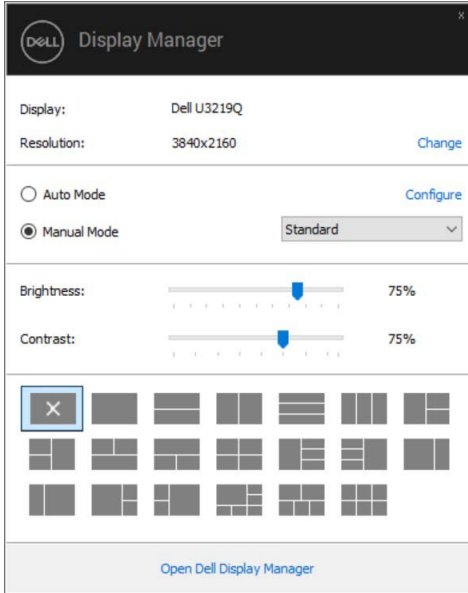 x
DELL Display Manager
Display: Dell U3219Q
Resolution: 3840x2160 Change
Auto Mode Configure
Manual Mode Standard
Brightness: 75%
Contrast: 75%
Open Dell Display Manager